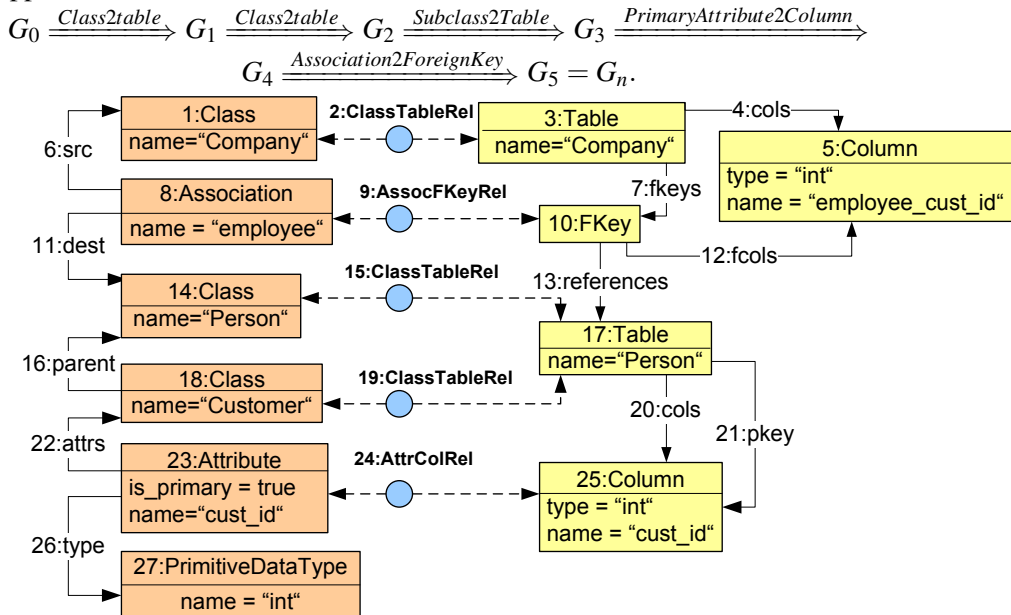 G0 Class2table G1 Class2table G2 Subclass2Table G3 PrimaryAttribute2Column
G4 Association2ForeignKey G5 = Gn.
1:Class
name="Company"
2:ClassTableRel
3:Table
name="Company"
4:cols
5:Column
type = "int"
name = "employee_cust_id"
6:src
7:fkeys
8:Association
name = "employee"
9:AssocFKeyRel
10:FKey
11:dest
12:fcols
13:references
14:Class
name="Person"
15:ClassTableRel
16:parent
17:Table
name="Person"
18:Class
name="Customer"
19:ClassTableRel
20:cols
21:pkey
22:attrs
23:Attribute
is_primary = true
name="cust_id"
24:AttrColRel
25:Column
type = "int"
name = "cust_id"
26:type
27:PrimitiveDataType
name = "int"